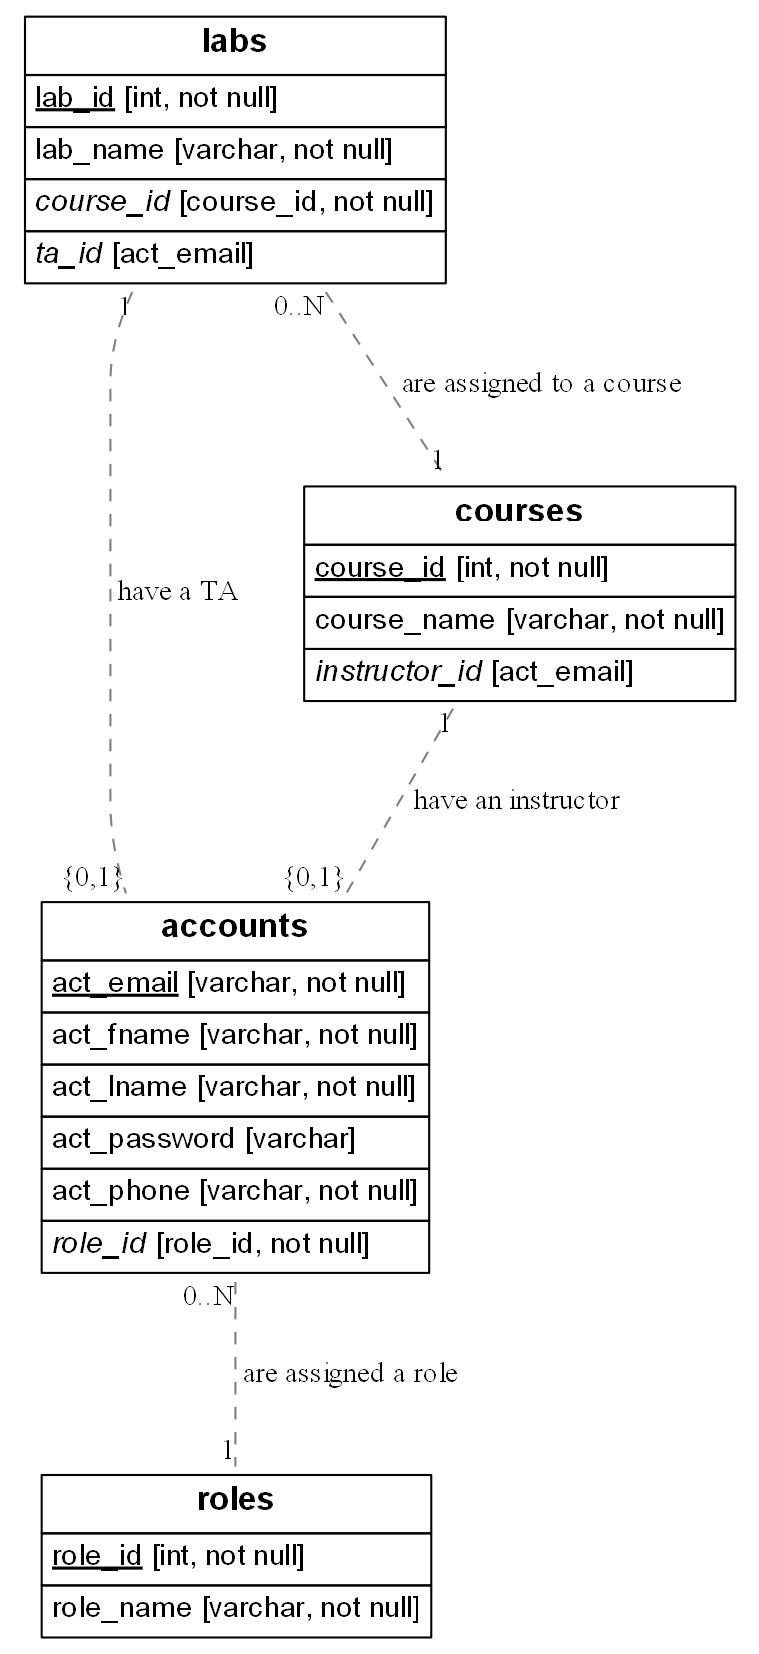 labs
lab_id [int, not null]
lab_name [varchar, not null]
course_id [course_id, not null]
ta_id [act_email]
1
0..N
are assigned to a course
1
courses
course_id [int, not null]
course_name [varchar, not null]
instructor_id [act_email]
have a TA
1
have an instructor
{0,1}
{0,1}
accounts
act_email [varchar, not null]
act_fname [varchar, not null]
act_lname [varchar, not null]
act_password [varchar]
act_phone [varchar, not null]
role_id [role_id, not null]
0..N
are assigned a role
1
roles
role_id [int, not null]
role_name [varchar, not null]